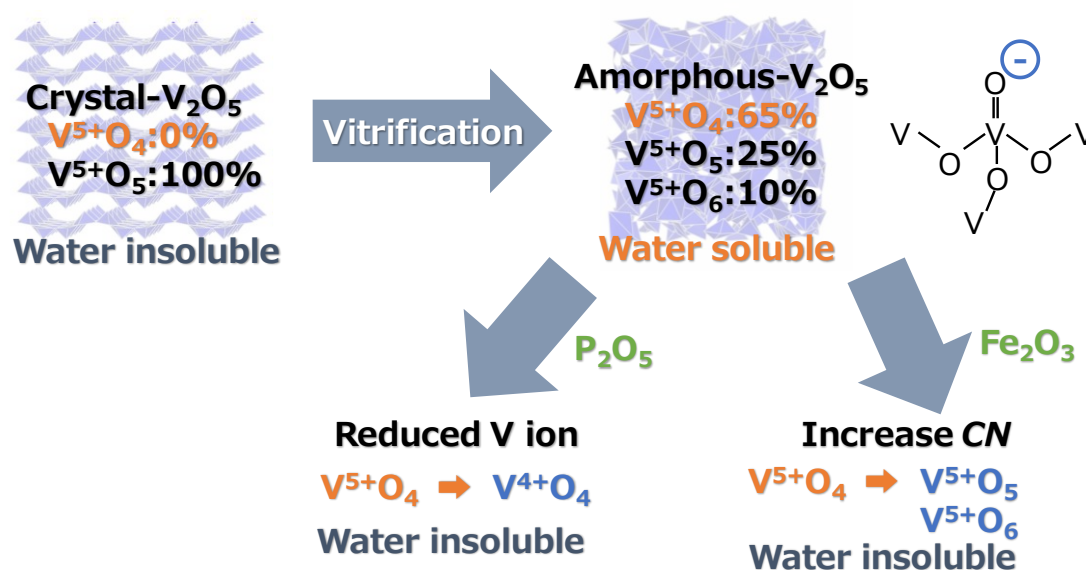 Crystal-V₂O₅
V⁵⁺O₄:0%
V⁵⁺O₅:100%
Water insoluble
Vitrification
Amorphous-V₂O₅
V⁵⁺O₄:65%
V⁵⁺O₅:25%
V⁵⁺O₆:10%
Water soluble
-
O
V V V
O O
O
V
P₂O₅
Fe₂O₃
Reduced V ion
V⁵⁺O₄ V⁴⁺O₄
Water insoluble
Increase CN
V⁵⁺O₄ V⁵⁺O₅
V⁵⁺O₆
Water insoluble